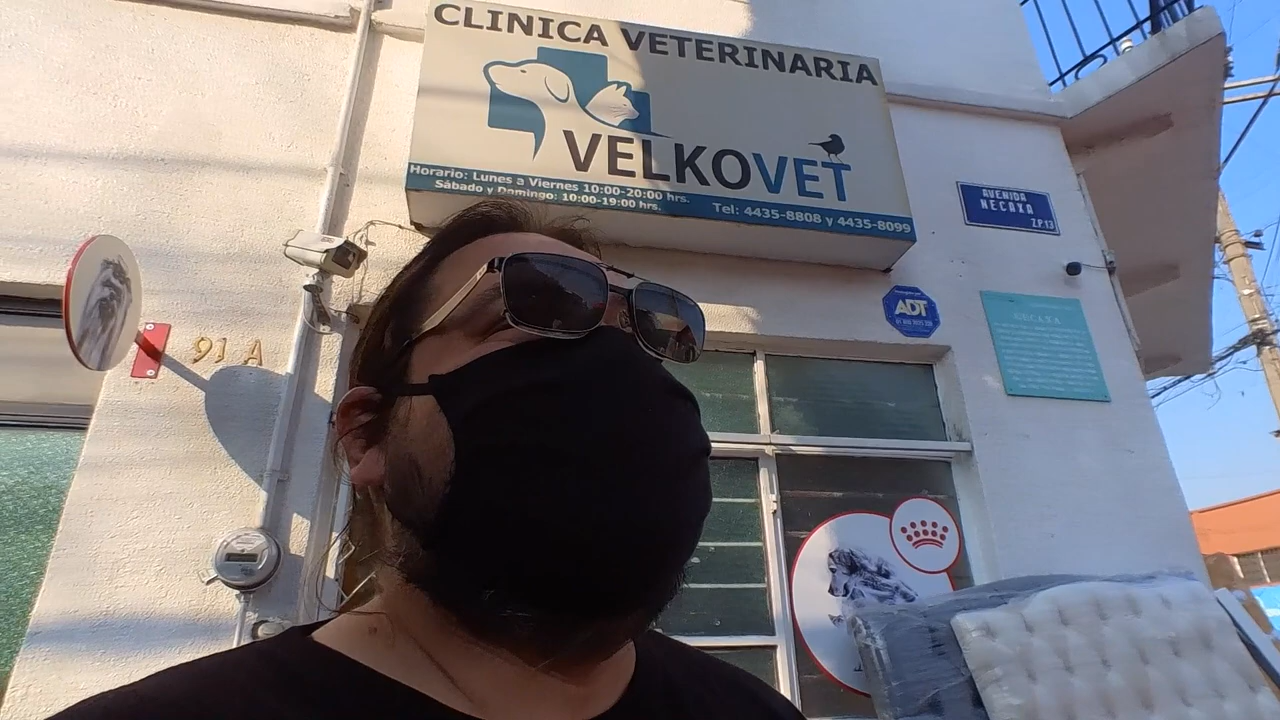 CLINICA VETERINARIA
VELKOVET
Horario: Lunes a Viernes 10:00-20:00 hrs.
Sábado y Domingo: 10:00-19:00 hrs.
Tel: 4435-8808 y 4435-8099
AVENIDA
NECAXA
Z.P.13
ADT
NECAXA
91 A